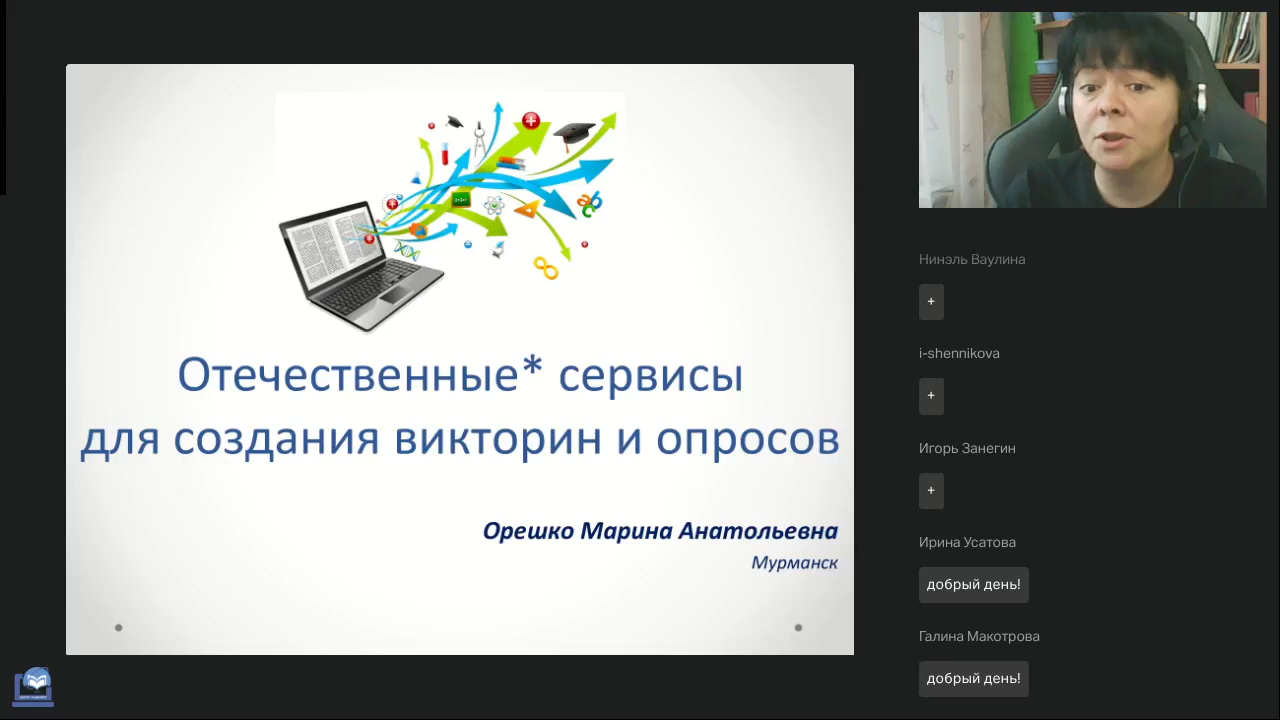 Отечественные* сервисы
для создания викторин и опросов
Орешко Марина Анатольевна
Мурманск
Нинэль Ваулина
+
i-shennikova
+
Игорь Занегин
+
Ирина Усатова
добрый день!
Галина Макотрова
добрый день!